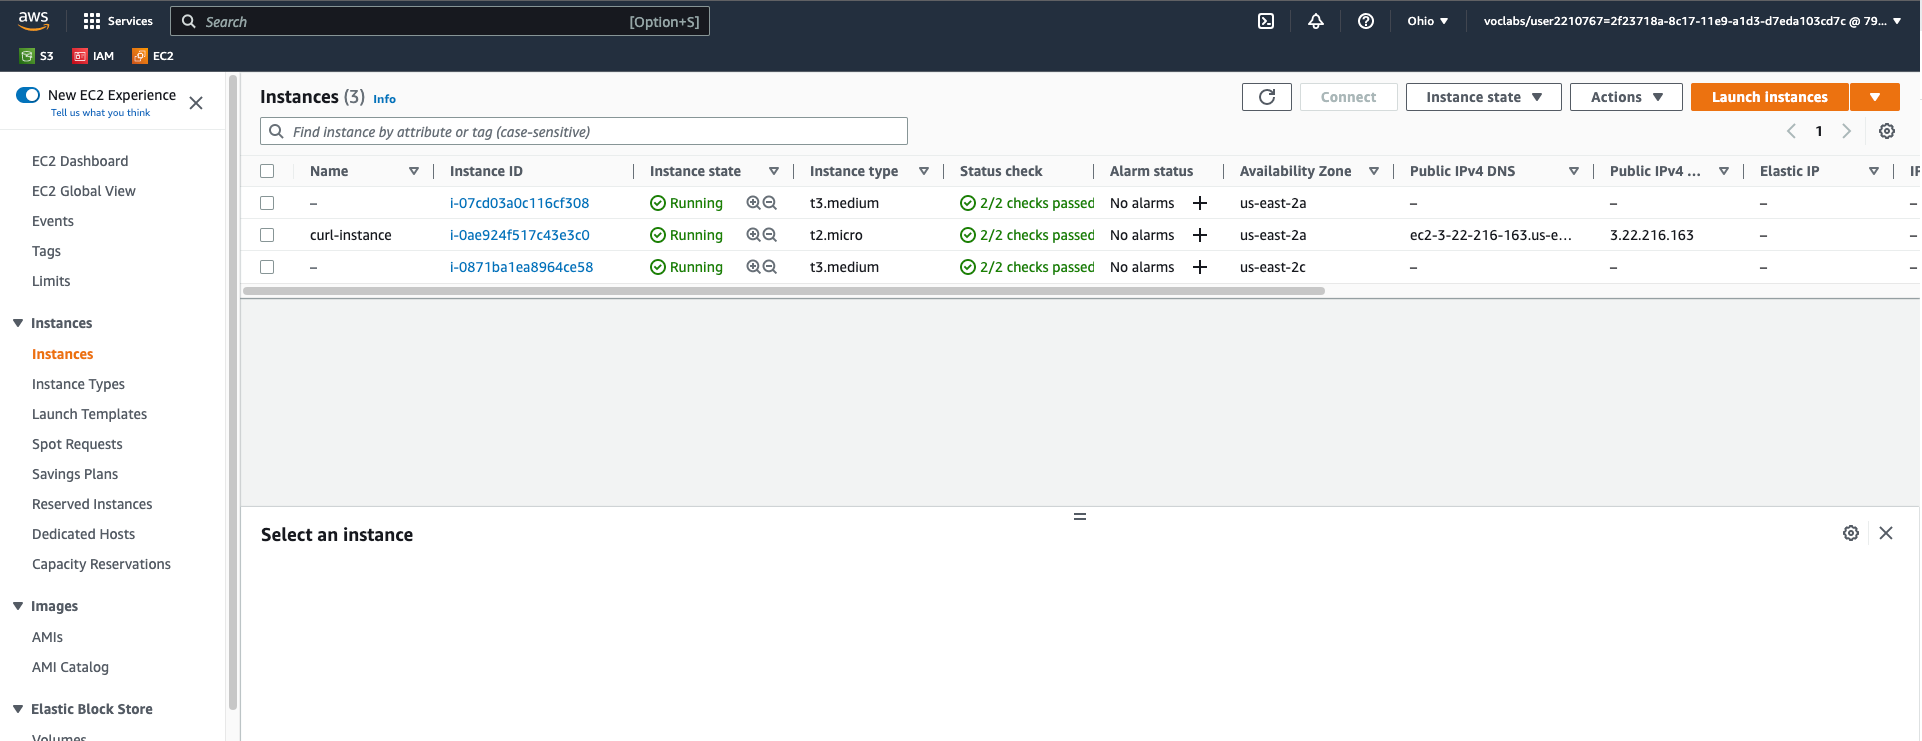 aws Services Search [Option+S] Ohio voclabs/user2210767=2f23718a-8c17-11e9-a1d3-d7eda103cd7c @ 79...
S3 IAM EC2
New EC2 Experience
Tell us what you think
EC2 Dashboard
EC2 Global View
Events
Tags
Limits
Instances
Instances
Instance Types
Launch Templates
Spot Requests
Savings Plans
Reserved Instances
Dedicated Hosts
Capacity Reservations
Images
AMIs
AMI Catalog
Elastic Block Store
Volumes
Instances (3) Info Connect Instance state Actions Launch instances
Find instance by attribute or tag (case-sensitive) 1
Name Instance ID Instance state Instance type Status check Alarm status Availability Zone Public IPv4 DNS Public IPv4 ... Elastic IP IP
– i-07cd03a0c116cf308 Running t3.medium 2/2 checks passed No alarms + us-east-2a – – – –
curl-instance i-0ae924f517c43e3c0 Running t2.micro 2/2 checks passed No alarms + us-east-2a ec2-3-22-216-163.us-e... 3.22.216.163 – –
– i-0871ba1ea8964ce58 Running t3.medium 2/2 checks passed No alarms + us-east-2c – – – –
Select an instance